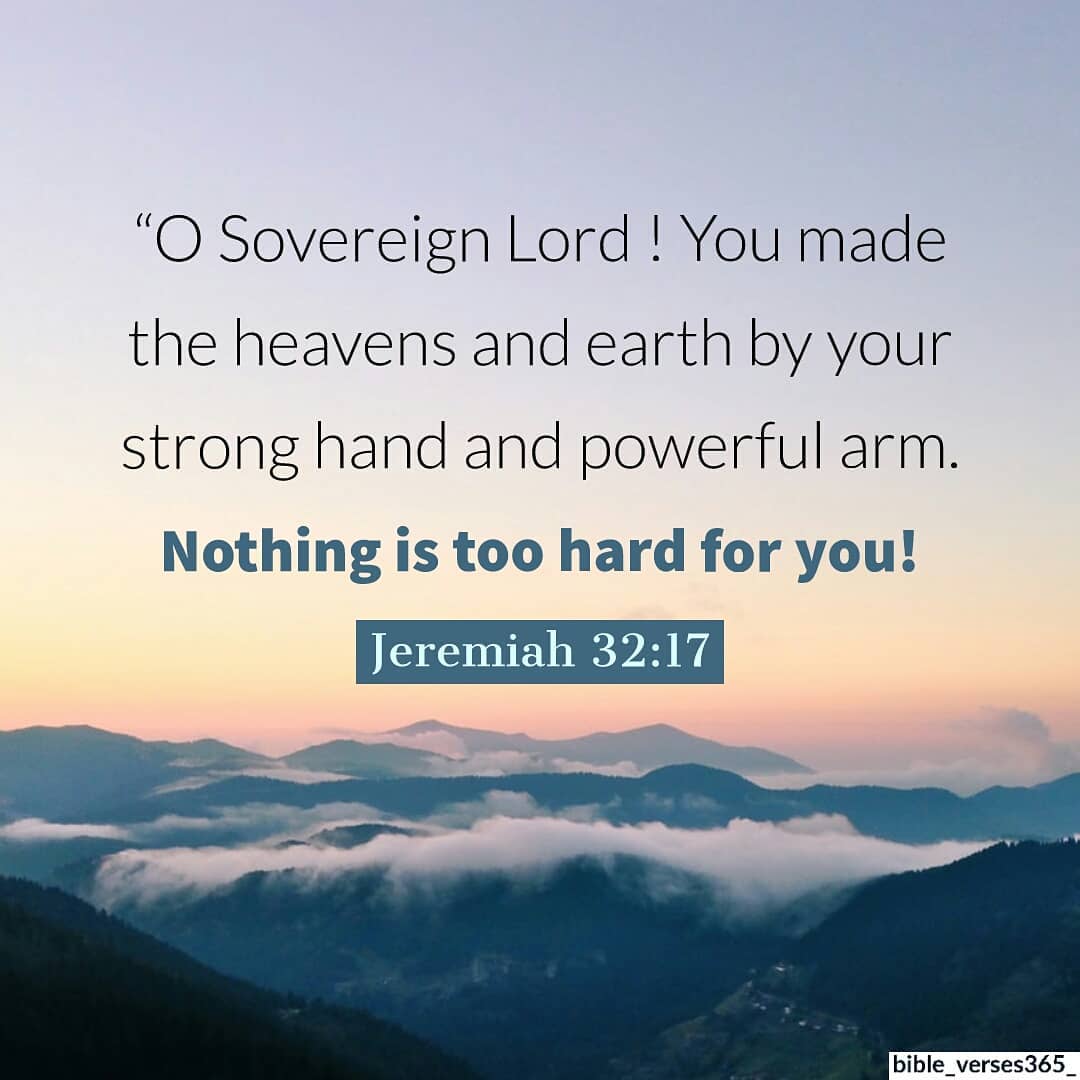 “O Sovereign Lord ! You made
the heavens and earth by your
strong hand and powerful arm.
Nothing is too hard for you!
Jeremiah 32:17
bible_verses365_